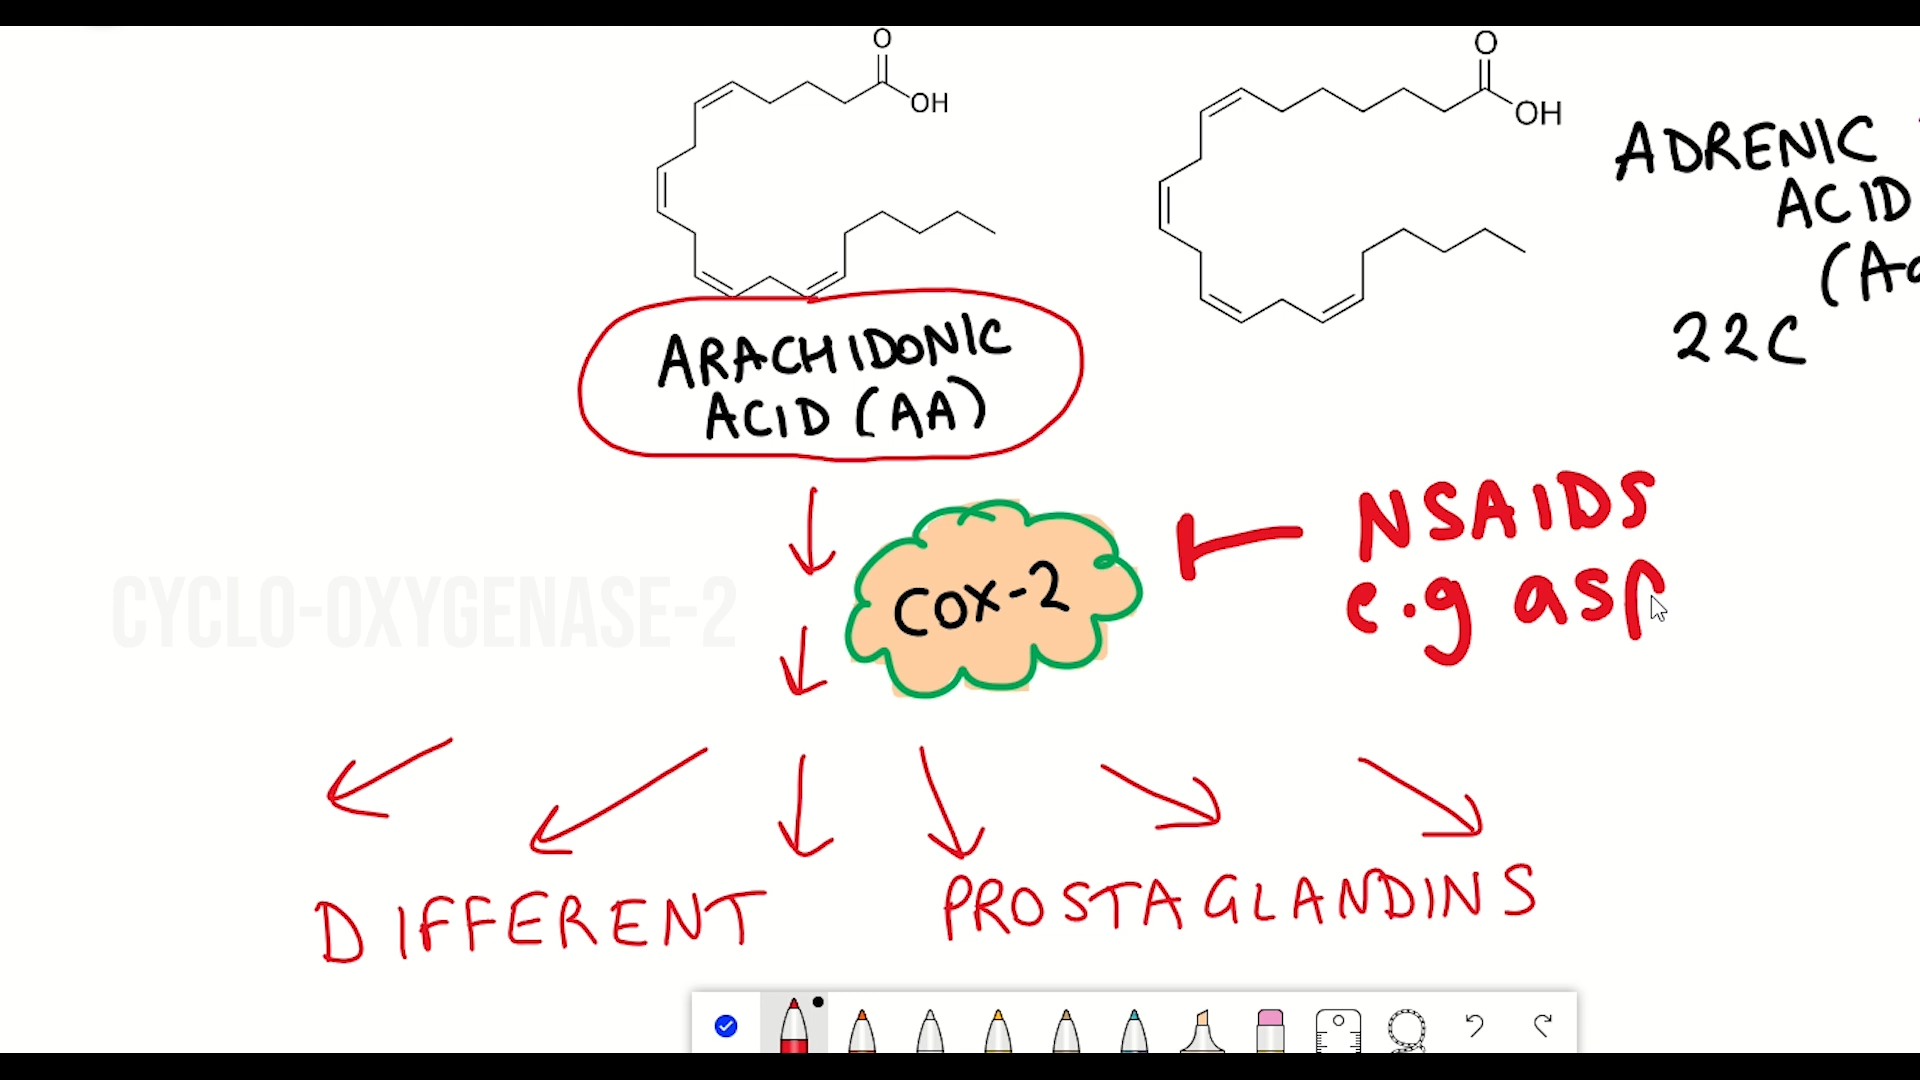 O
OH
O
OH
ADRENIC
ACID
22C
ARACHIDONIC
ACID (AA)
NSAIDS
e.g asp
COX-2
CYCLO-OXYGENASE-2
DIFFERENT PROSTAGLANDINS